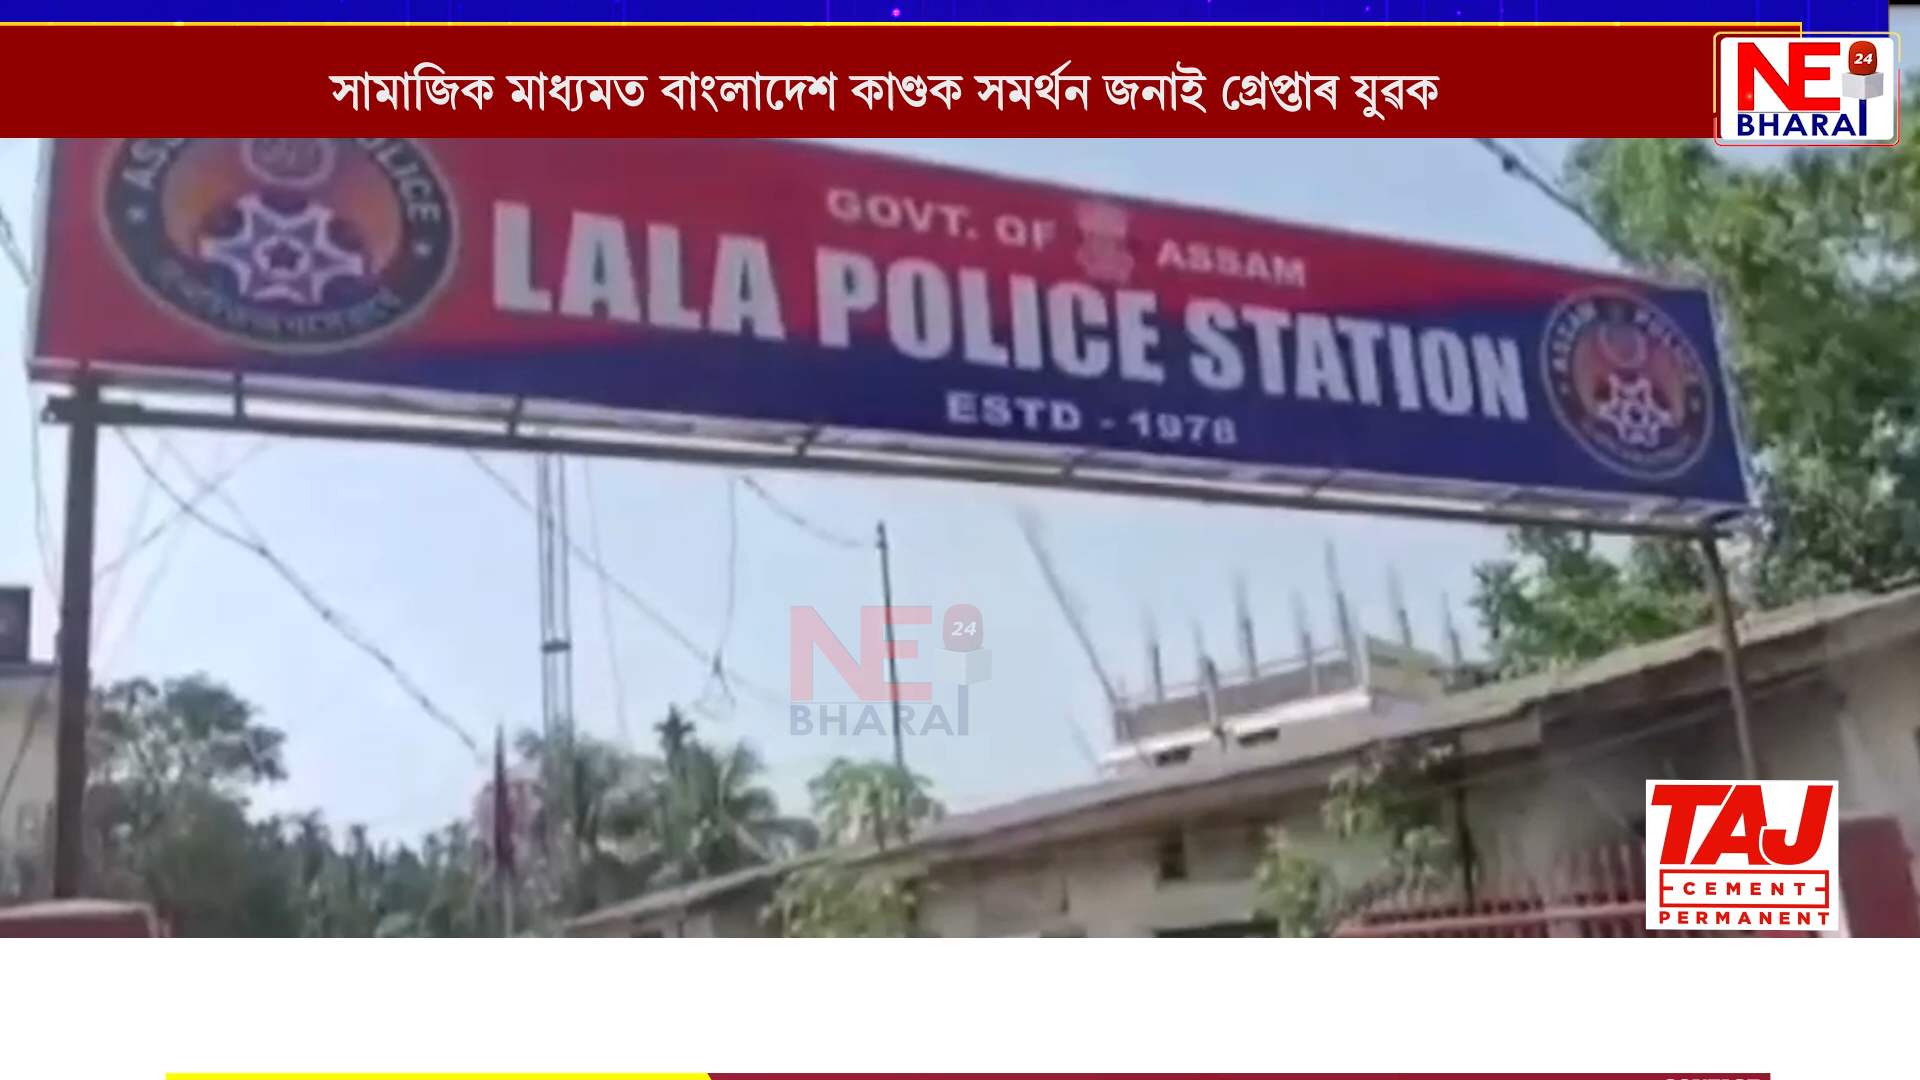 সামাজিক মাধ্যমত বাংলাদেশ কাণ্ডক সমৰ্থন জনাই গ্ৰেপ্তাৰ যুৱক
NE 24
BHARAT
GOVT. OF ASSAM
LALA POLICE STATION
ESTD - 1978
ASSAM POLICE
ASSAM POLICE
NE 24
BHARAT
TAJ
CEMENT
PERMANENT